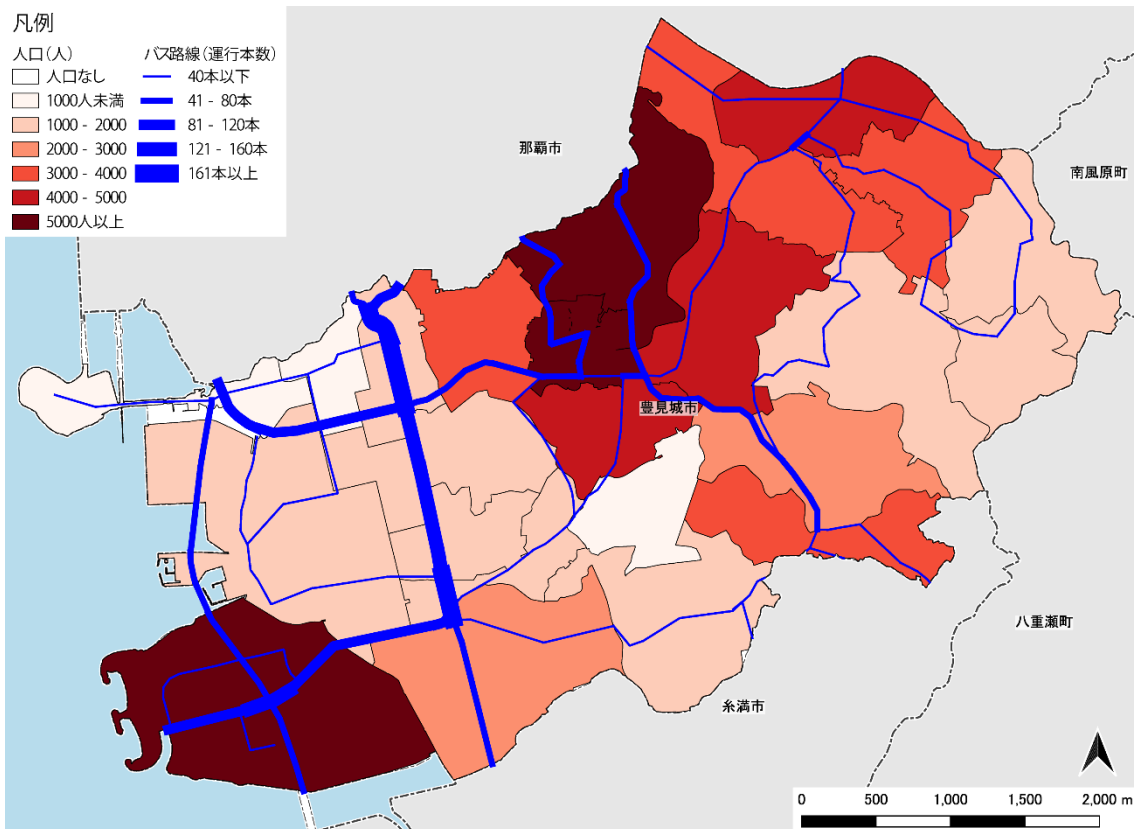 凡例
人口(人)
人口なし
1000人未満
1000 - 2000
2000 - 3000
3000 - 4000
4000 - 5000
5000人以上
バス路線(運行本数)
40本以下
41 - 80本
81 - 120本
121 - 160本
161本以上
那覇市
南風原町
豊見城市
八重瀬町
糸満市
0 500 1,000 1,500 2,000 m